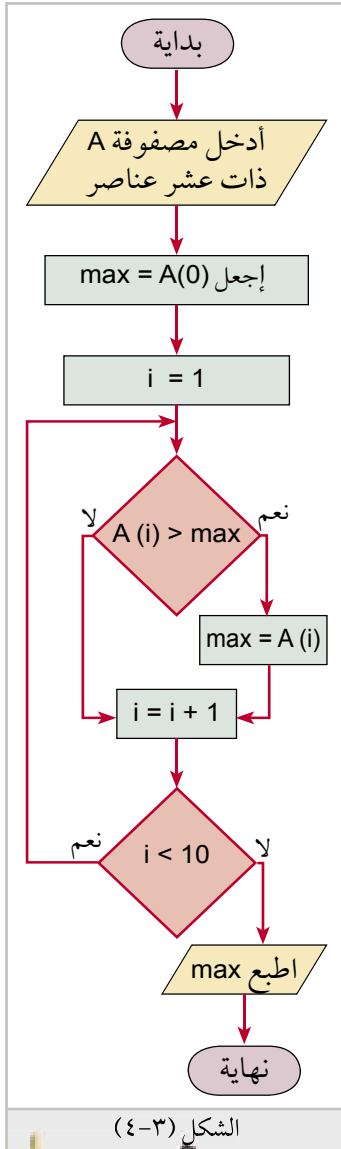 بداية
أدخل مصفوفة A
ذات عشر عناصر
إجعل max = A(0)
i = 1
لا
A (i) > max
نعم
max = A (i)
i = i + 1
نعم
i < 10
لا
اطبع max
نهاية
الشكل (٣-٤)